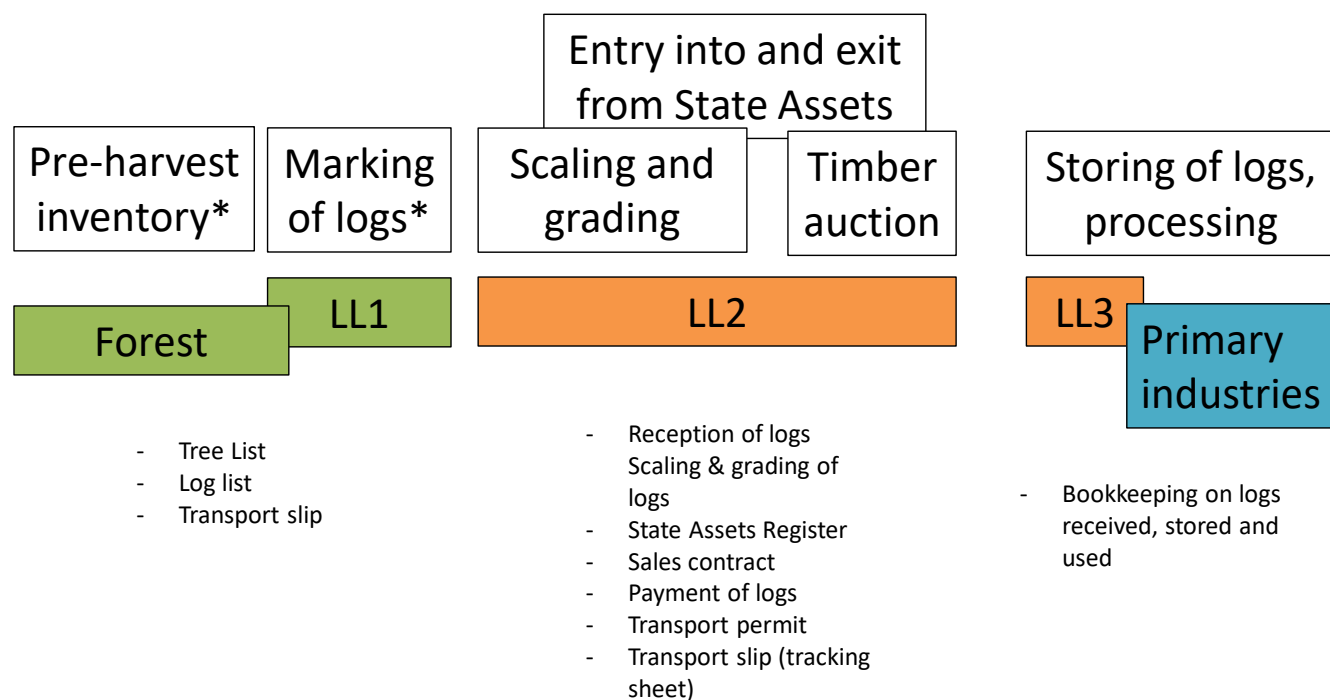 Entry into and exit
from State Assets
Pre-harvest
inventory*
Marking
of logs*
Scaling and
grading
Timber
auction
Storing of logs,
processing
Forest
LL1
LL2
LL3
Primary
industries
- Tree List
- Log list
- Transport slip
- Reception of logs
Scaling & grading of
logs
- State Assets Register
- Sales contract
- Payment of logs
- Transport permit
- Transport slip (tracking
sheet)
- Bookkeeping on logs
received, stored and
used